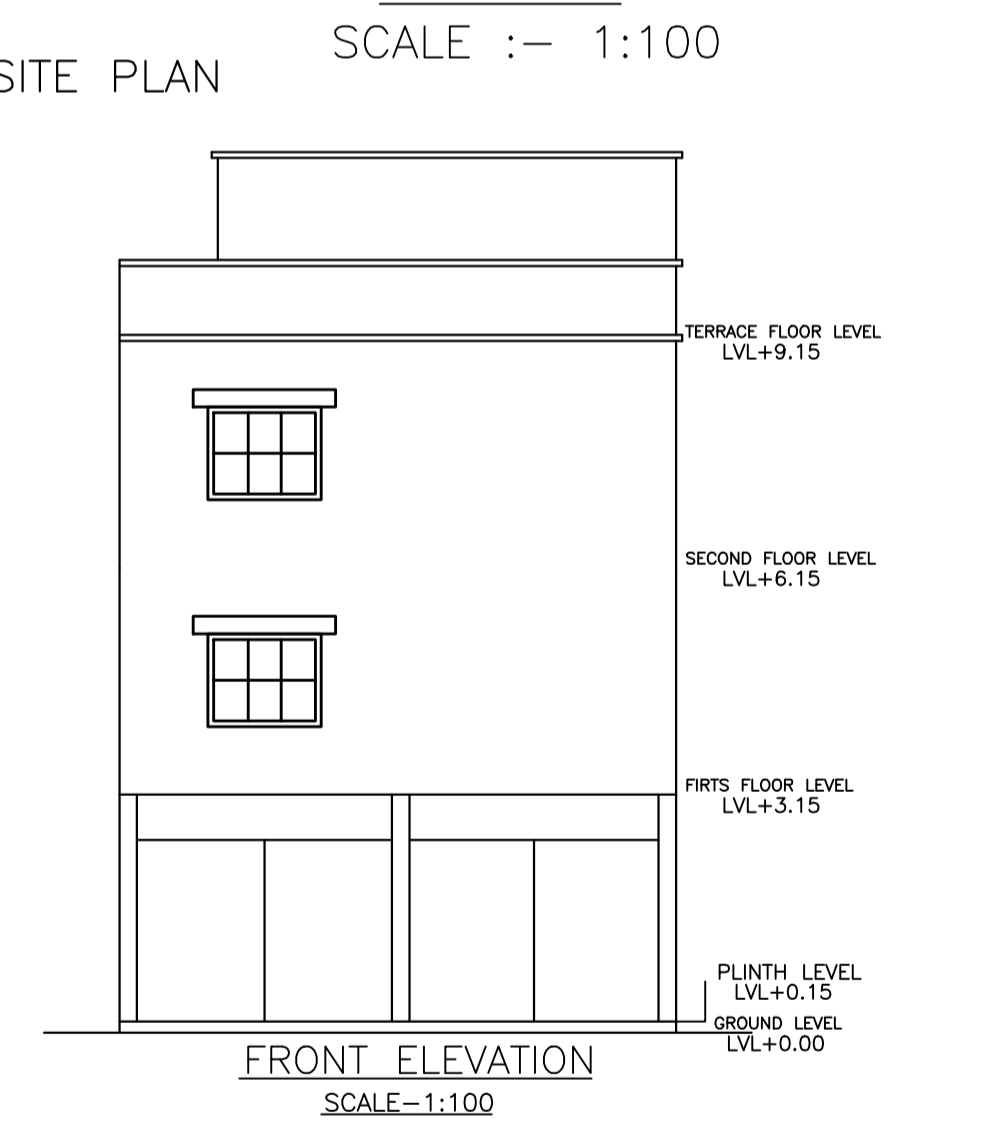 SCALE :- 1:100
SITE PLAN
TERRACE FLOOR LEVEL
LVL+9.15
SECOND FLOOR LEVEL
LVL+6.15
FIRTS FLOOR LEVEL
LVL+3.15
PLINTH LEVEL
LVL+0.15
GROUND LEVEL
LVL+0.00
FRONT ELEVATION
SCALE-1:100